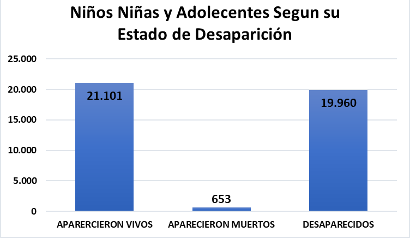 Niños Niñas y Adolecentes Segun su
Estado de Desaparición
25.000
20.000
15.000
10.000
5.000
0
21.101
653
19.960
APARERCIERON VIVOS
APARECIERON MUERTOS
DESAPARECIDOS